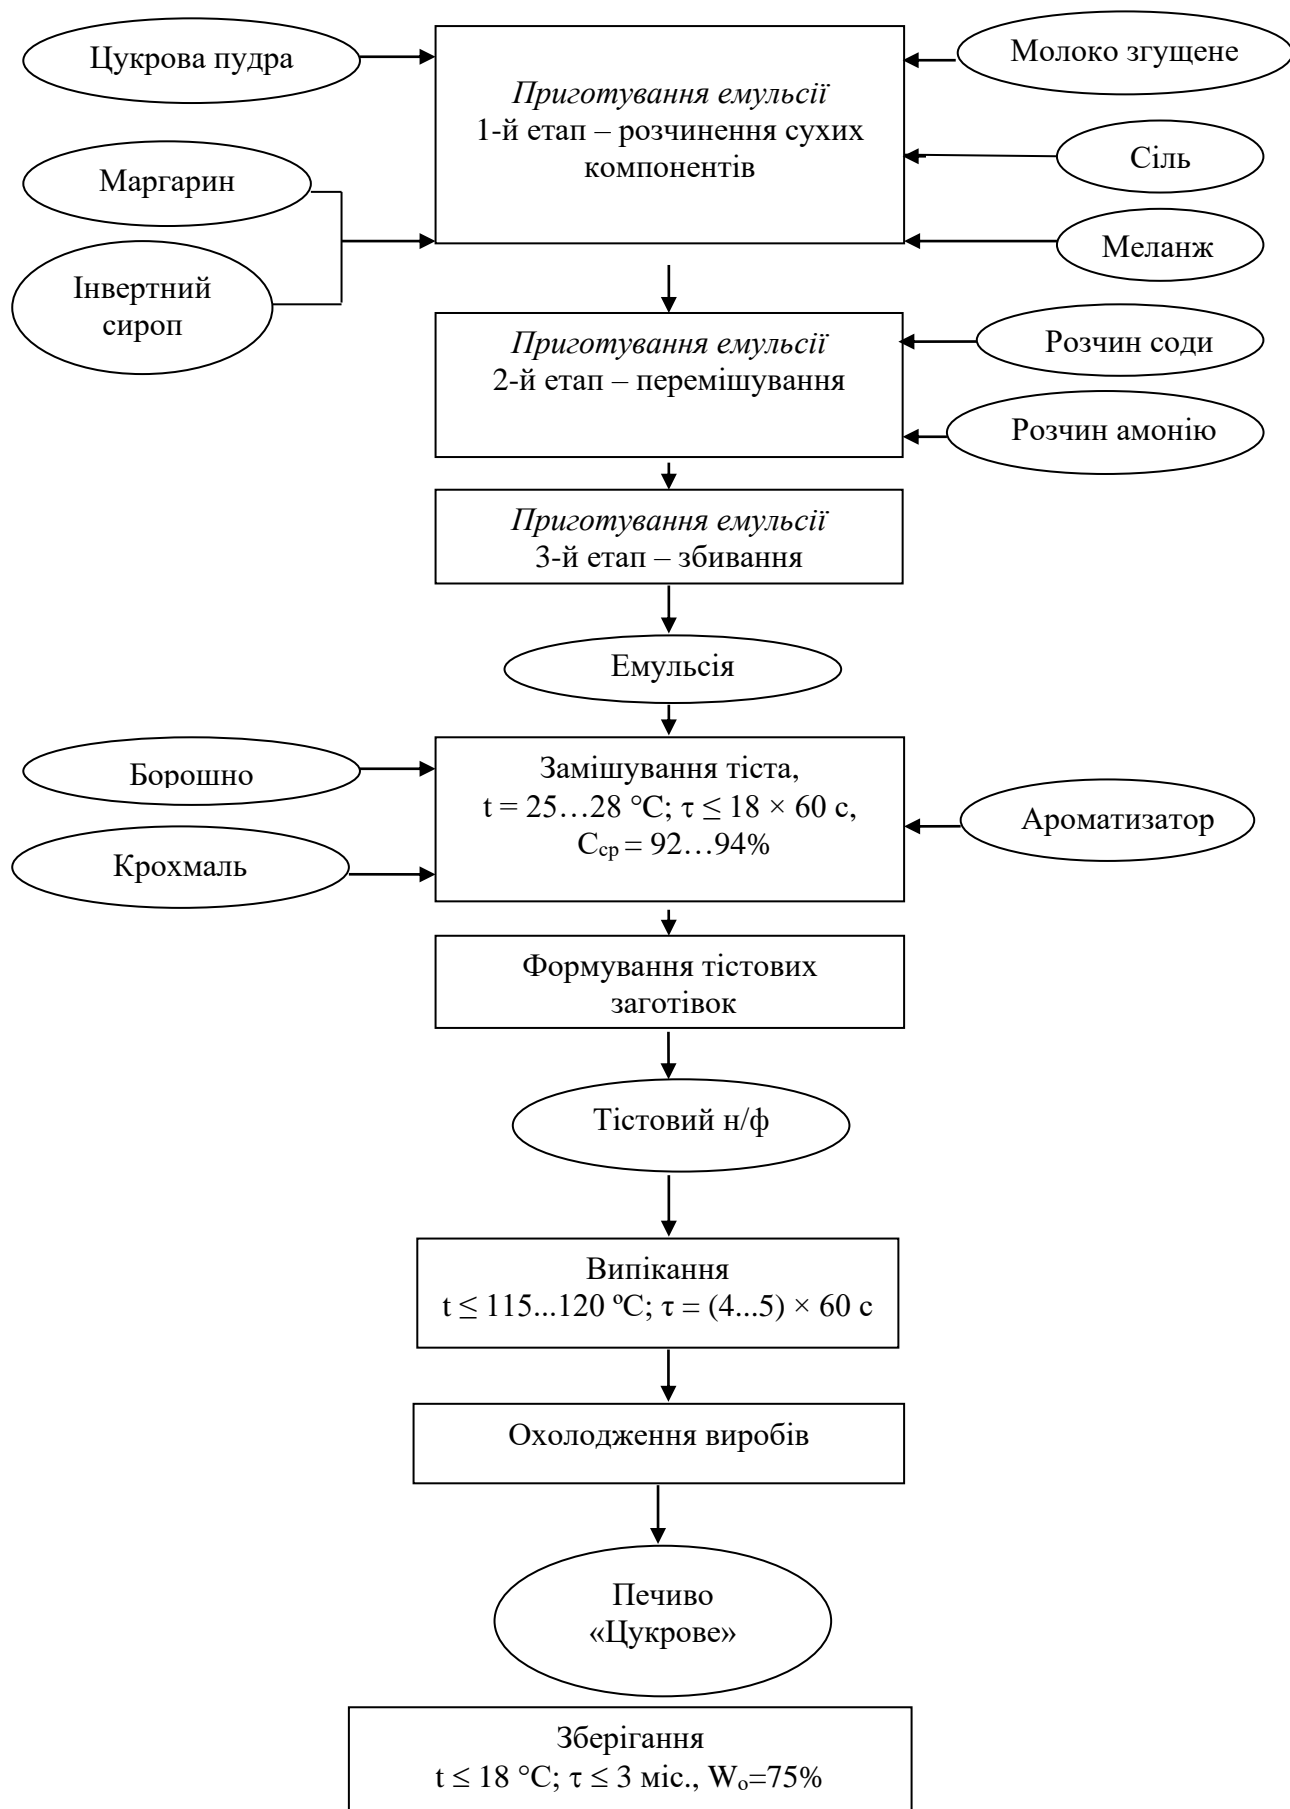 Цукрова пудра
Приготування емульсії
1-й етап – розчинення сухих
компонентів
Молоко згущене
Сіль
Маргарин
Меланж
Інвертний
сироп
Приготування емульсії
2-й етап – перемішування
Розчин соди
Розчин амонію
Приготування емульсії
3-й етап – збивання
Емульсія
Борошно
Замішування тіста,
t = 25…28 °C; τ ≤ 18 × 60 с,
Сср = 92…94%
Ароматизатор
Крохмаль
Формування тістових
заготівок
Тістовий н/ф
Випікання
t ≤ 115...120 ºС; τ = (4...5) × 60 с
Охолодження виробів
Печиво
«Цукрове»
Зберігання
t ≤ 18 °C; τ ≤ 3 міс., Wо=75%